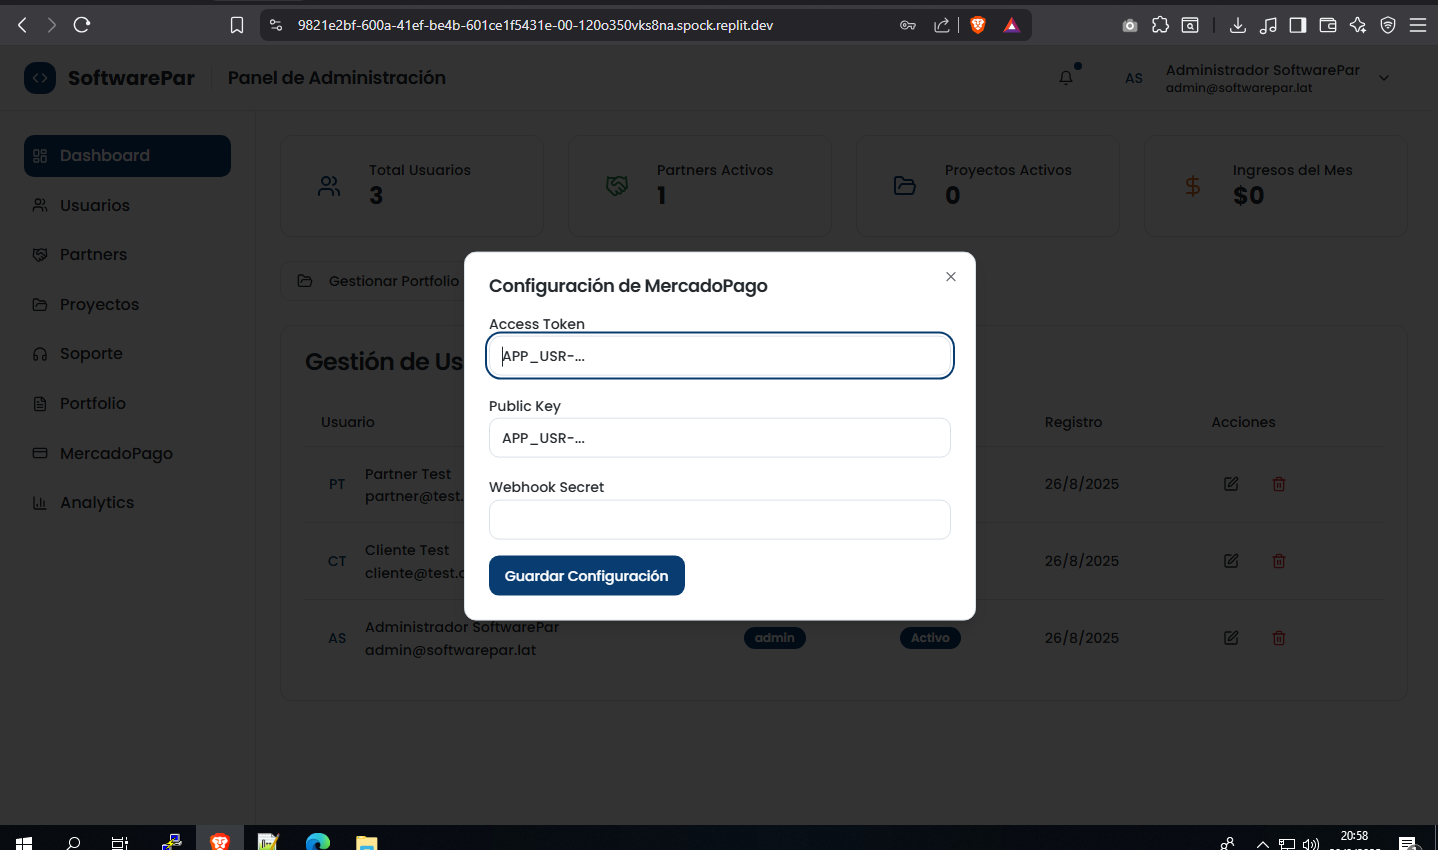 9821e2bf-600a-41ef-be4b-601ce1f5431e-00-120o350vks8na.spock.replit.dev
SoftwarePar
Panel de Administración
AS
Administrador SoftwarePar
admin@softwarepar.lat
Dashboard
Usuarios
Partners
Proyectos
Soporte
Portfolio
MercadoPago
Analytics
Total Usuarios
3
Partners Activos
1
Proyectos Activos
0
Ingresos del Mes
$0
Gestionar Portfolio
Gestión de Us
Usuario
Registro
Acciones
PT
Partner Test
partner@test.
26/8/2025
CT
Cliente Test
cliente@test.c
26/8/2025
AS
Administrador SoftwarePar
admin@softwarepar.lat
admin
Activo
26/8/2025
Configuración de MercadoPago
Access Token
APP_USR-...
Public Key
APP_USR-...
Webhook Secret
Guardar Configuración
20:58